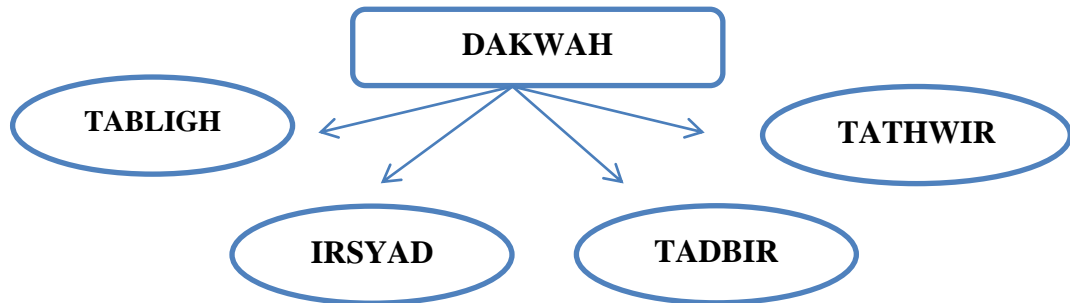 DAKWAH
TABLIGH
TATHWIR
IRSYAD
TADBIR